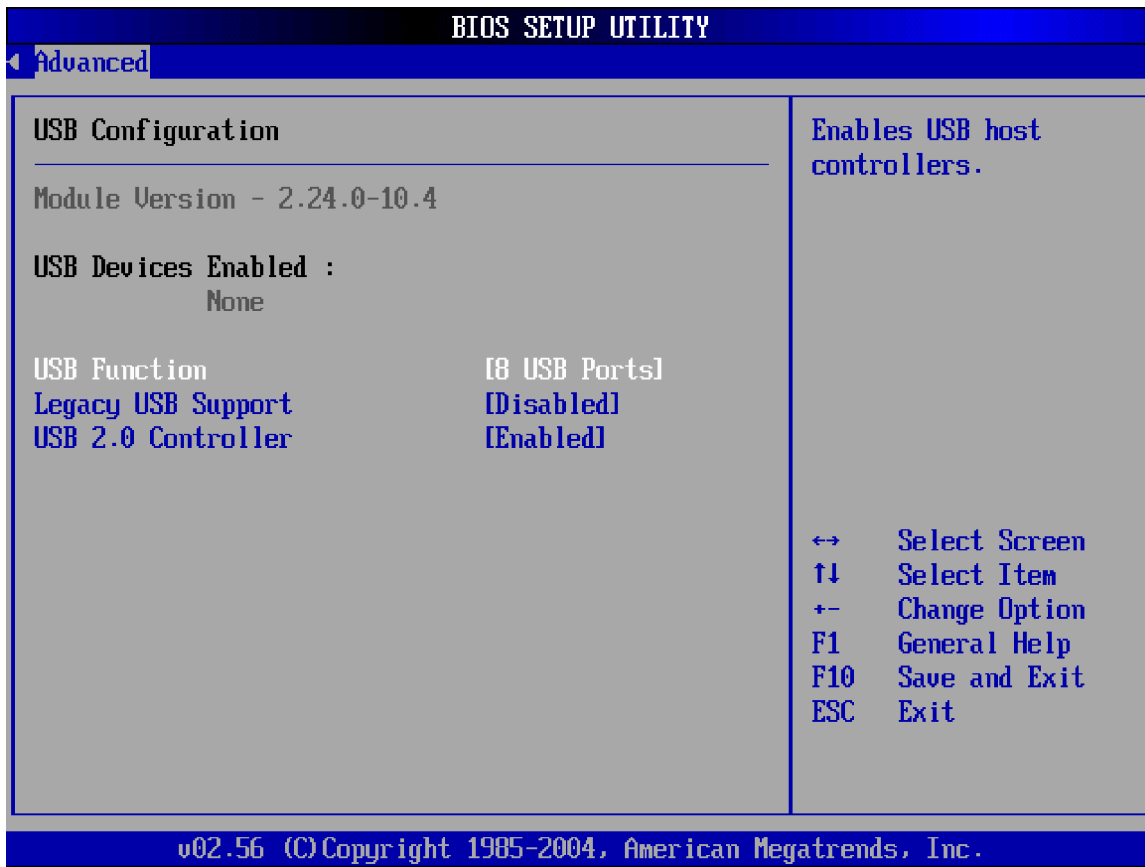 BIOS SETUP UTILITY
Advanced
USB Configuration
Module Version - 2.24.0-10.4
USB Devices Enabled :
None
USB Function [8 USB Ports]
Legacy USB Support [Disabled]
USB 2.0 Controller [Enabled]
Enables USB host
controllers.
←→ Select Screen
↑↓ Select Item
+- Change Option
F1 General Help
F10 Save and Exit
ESC Exit
v02.56 (C)Copyright 1985-2004, American Megatrends, Inc.